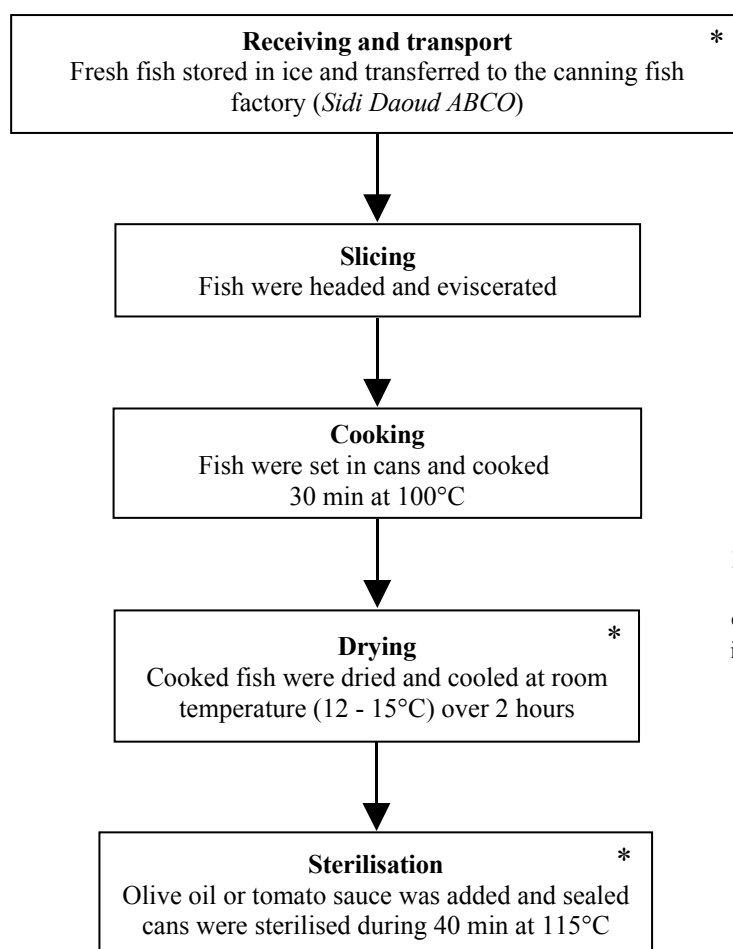 Receiving and transport *
Fresh fish stored in ice and transferred to the canning fish
factory (Sidi Daoud ABCO)
Slicing
Fish were headed and eviscerated
Cooking
Fish were set in cans and cooked
30 min at 100°C
Drying *
Cooked fish were dried and cooled at room
temperature (12 - 15°C) over 2 hours
Sterilisation *
Olive oil or tomato sauce was added and sealed
cans were sterilised during 40 min at 115°C